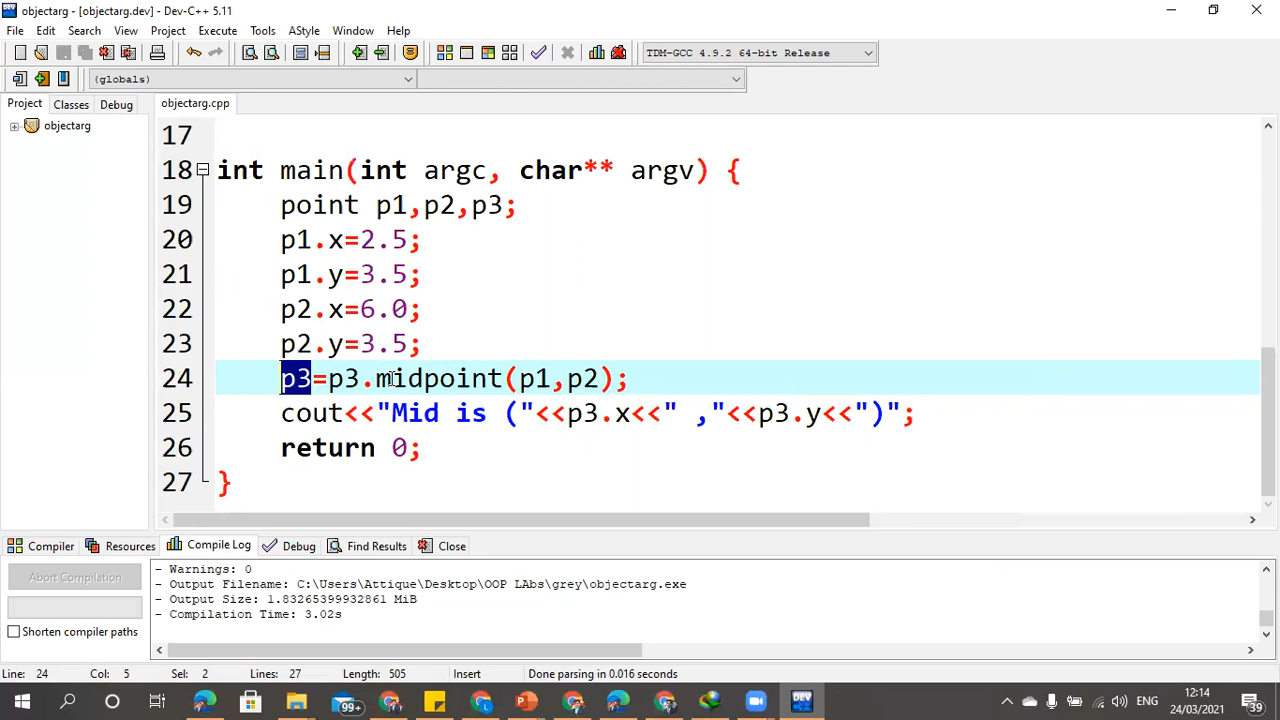 objectarg - [objectarg.dev] - Dev-C++ 5.11
File Edit Search View Project Execute Tools AStyle Window Help
TDM-GCC 4.9.2 64-bit Release
(globals)
Project Classes Debug objectarg.cpp
objectarg
17
18 int main(int argc, char** argv) {
19 point p1,p2,p3;
20 p1.x=2.5;
21 p1.y=3.5;
22 p2.x=6.0;
23 p2.y=3.5;
24 p3=p3.midpoint(p1,p2);
25 cout<<"Mid is ("<<p3.x<<" ,"<<p3.y<<")";
26 return 0;
27 }
Compiler Resources Compile Log Debug Find Results Close
Abort Compilation
Shorten compiler paths
- Warnings: 0
- Output Filename: C:\Users\Attique\Desktop\OOP LAbs\grey\objectarg.exe
- Output Size: 1.83265399932861 MiB
- Compilation Time: 3.02s
Line: 24 Col: 5 Sel: 2 Lines: 27 Length: 505 Insert Done parsing in 0.016 seconds
99+
DEV
ENG
12:14
24/03/2021
39